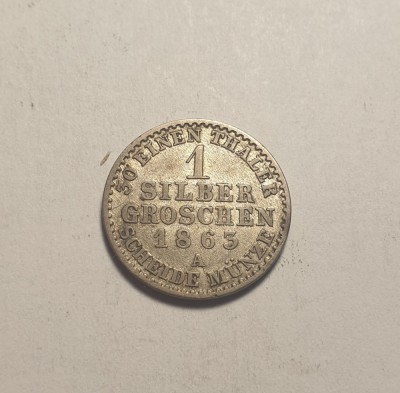 30 EINEN THALER
1
SILBER
GROSCHEN
1863
A
SCHEIDE MÜNZE